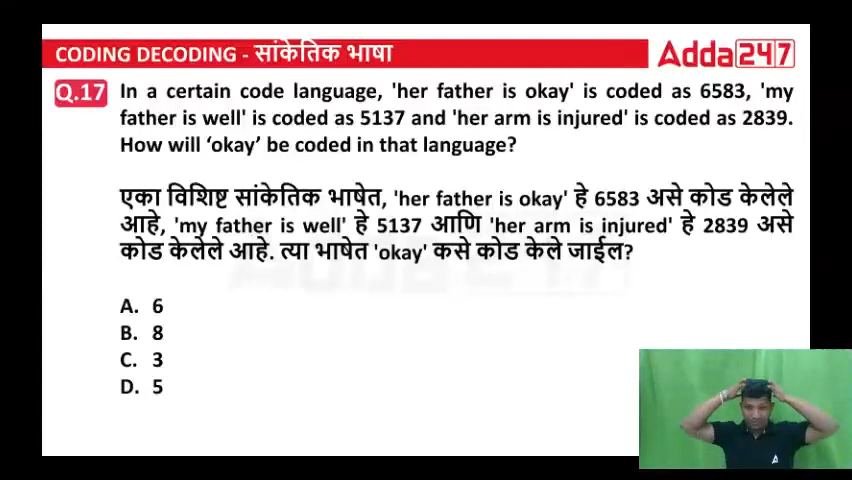 CODING DECODING - सांकेतिक भाषा
Adda247
Q.17 In a certain code language, 'her father is okay' is coded as 6583, 'my
father is well' is coded as 5137 and 'her arm is injured' is coded as 2839.
How will ‘okay’ be coded in that language?
एका विशिष्ट सांकेतिक भाषेत, 'her father is okay' हे 6583 असे कोड केलेले
आहे, 'my father is well' हे 5137 आणि 'her arm is injured' हे 2839 असे
कोड केलेले आहे. त्या भाषेत 'okay' कसे कोड केले जाईल?
A. 6
B. 8
C. 3
D. 5